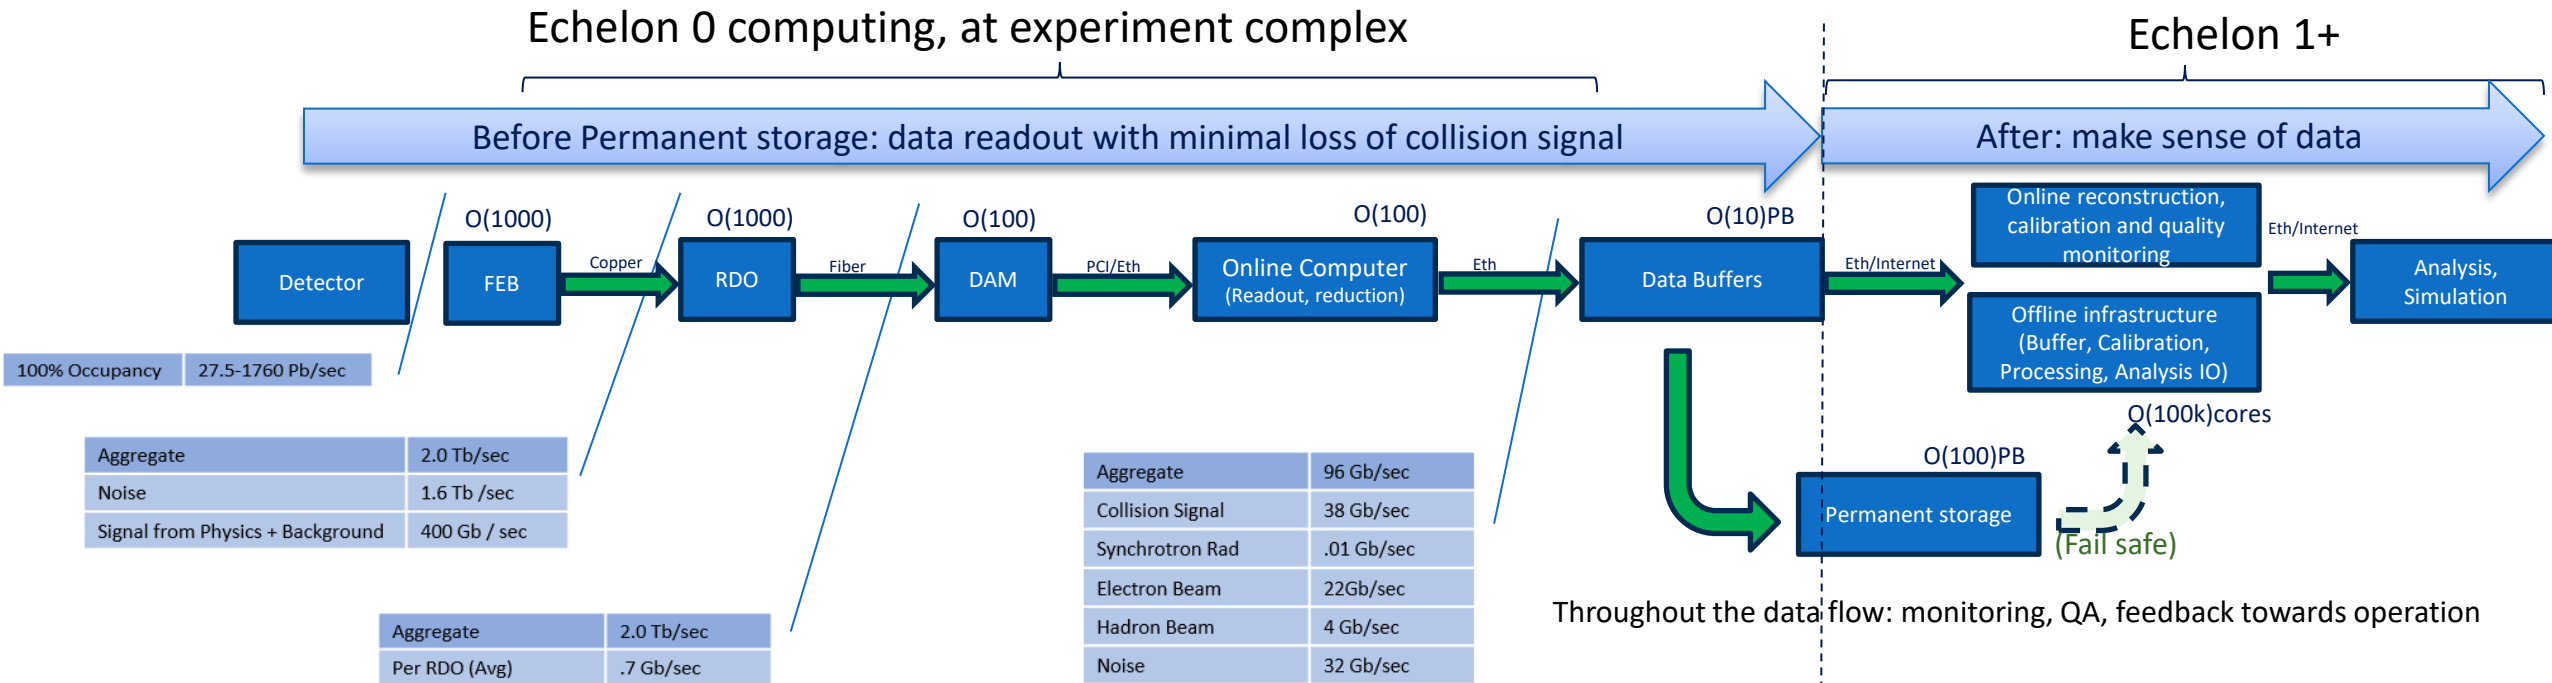 Echelon 0 computing, at experiment complex
Echelon 1+
Before Permanent storage: data readout with minimal loss of collision signal
After: make sense of data
O(1000)
O(1000)
O(100)
O(100)
O(10)PB
Detector
FEB
Copper
RDO
Fiber
DAM
PCI/Eth
Online Computer
(Readout, reduction)
Eth
Data Buffers
Eth/Internet
Online reconstruction,
calibration and quality
monitoring
Offline infrastructure
(Buffer, Calibration,
Processing, Analysis IO)
O(100k)cores
Eth/Internet
Analysis,
Simulation
100% Occupancy 27.5-1760 Pb/sec
Aggregate 2.0 Tb/sec
Noise 1.6 Tb /sec
Signal from Physics + Background 400 Gb / sec
Aggregate 2.0 Tb/sec
Per RDO (Avg) .7 Gb/sec
Aggregate 96 Gb/sec
Collision Signal 38 Gb/sec
Synchrotron Rad .01 Gb/sec
Electron Beam 22Gb/sec
Hadron Beam 4 Gb/sec
Noise 32 Gb/sec
O(100)PB
Permanent storage
(Fail safe)
Throughout the data flow: monitoring, QA, feedback towards operation